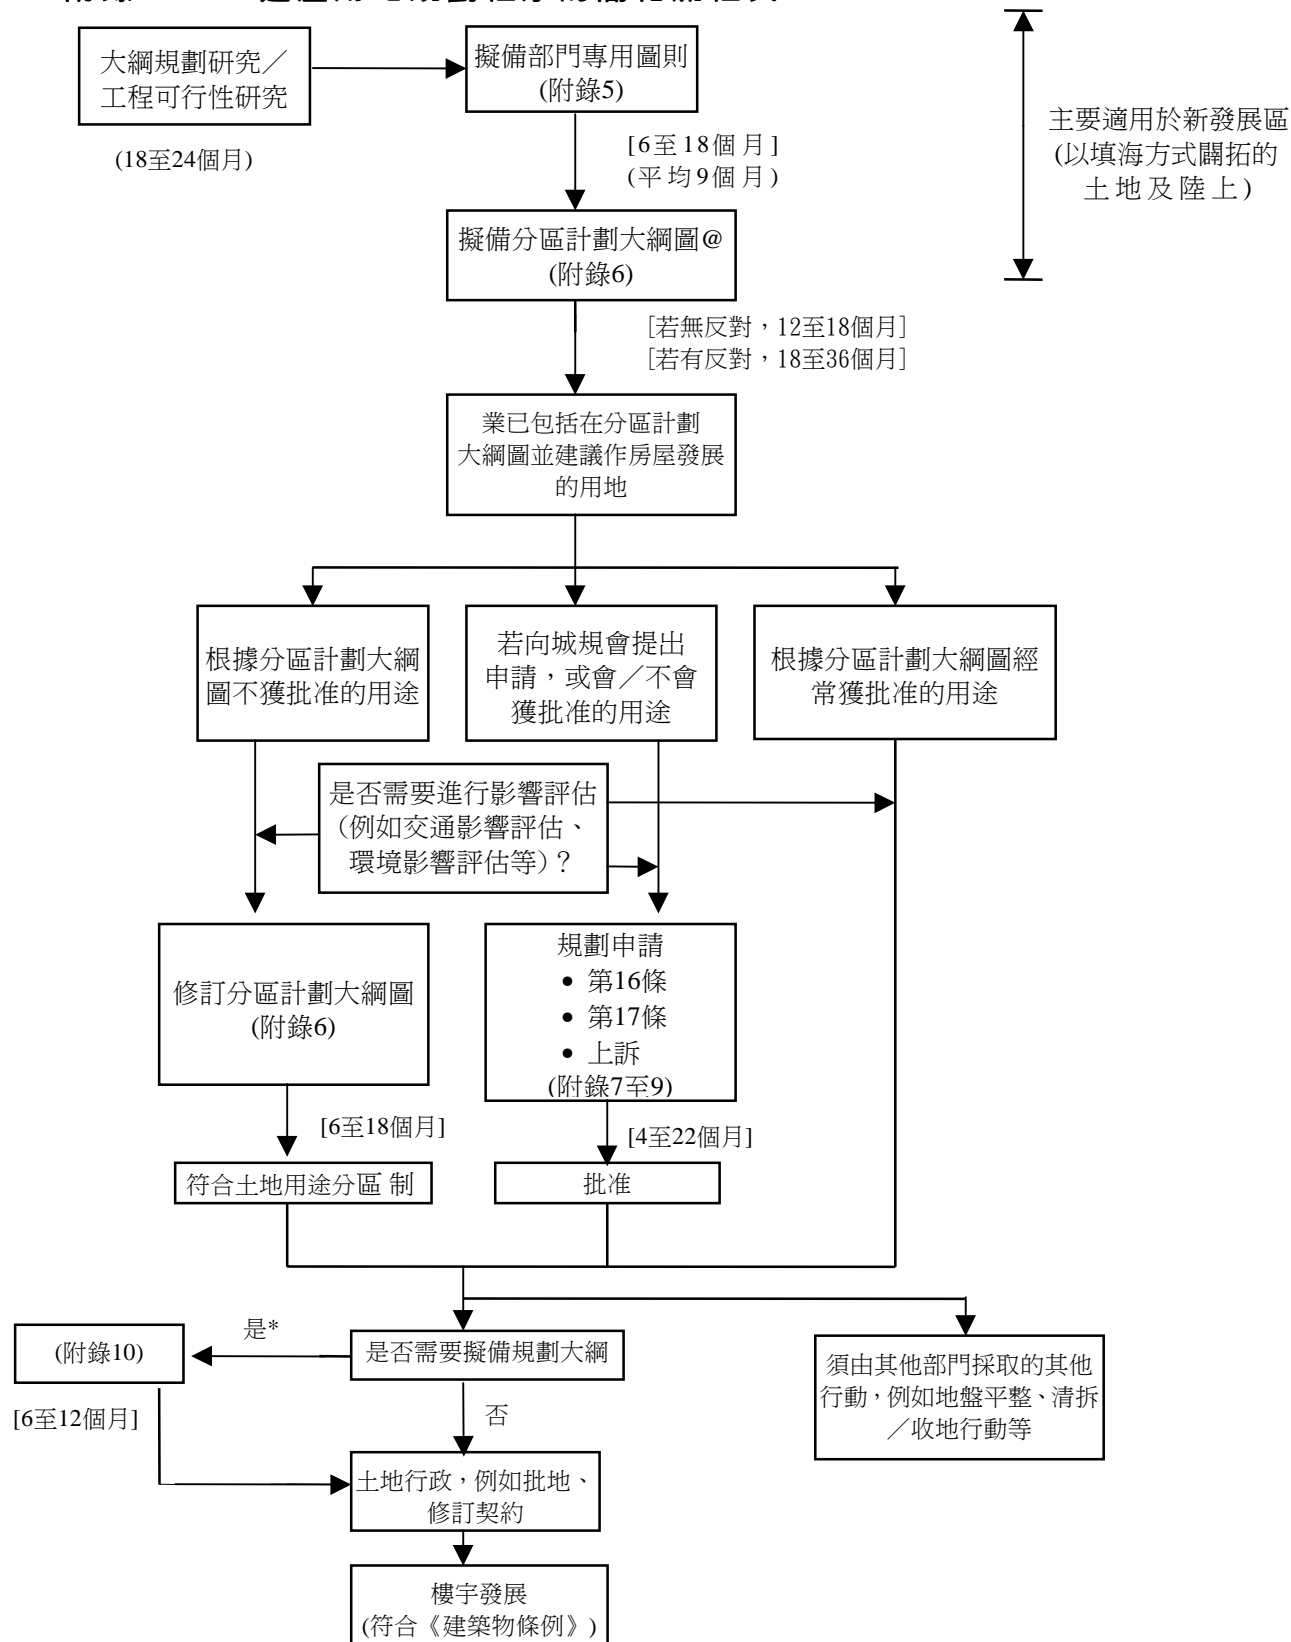 大綱規劃研究／
工程可行性研究
(18至24個月)
擬備部門專用圖則
(附錄5)
[6至18個月]
(平均9個月)
主要適用於新發展區
(以填海方式闢拓的
土地及陸上)
擬備分區計劃大綱圖@
(附錄6)
[若無反對，12至18個月]
[若有反對，18至36個月]
業已包括在分區計劃
大綱圖並建議作房屋發展
的用地
根據分區計劃大綱
圖不獲批准的用途
若向城規會提出
申請，或會／不會
獲批准的用途
根據分區計劃大綱圖經
常獲批准的用途
是否需要進行影響評估
(例如交通影響評估、
環境影響評估等)？
修訂分區計劃大綱圖
(附錄6)
規劃申請
• 第16條
• 第17條
• 上訴
(附錄7至9)
[6至18個月]
[4至22個月]
符合土地用途分區制
批准
(附錄10)
是*
是否需要擬備規劃大綱
須由其他部門採取的其他
行動，例如地盤平整、清拆
／收地行動等
[6至12個月]
否
土地行政，例如批地、
修訂契約
樓宇發展
(符合《建築物條例》)